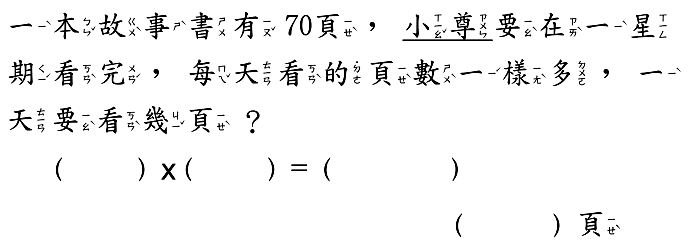 一本故事書有70頁，小尊要在一星
期看完，每天看的頁數一樣多，一
天要看幾頁？
(　　) x (　　) = (　　　)
(　　　) 頁